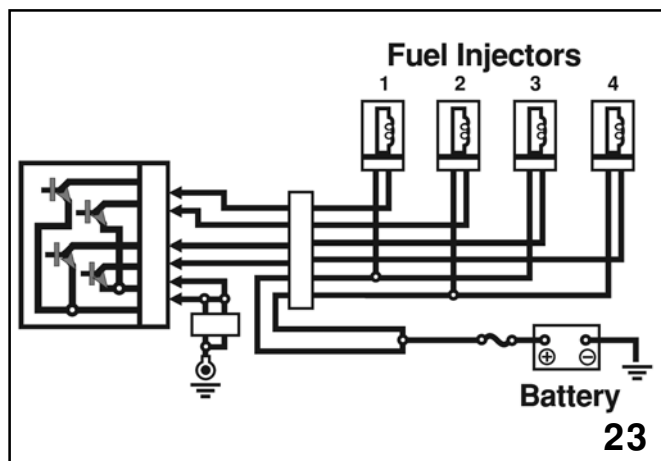 Fuel Injectors
1 2 3 4
+ −
Battery
23